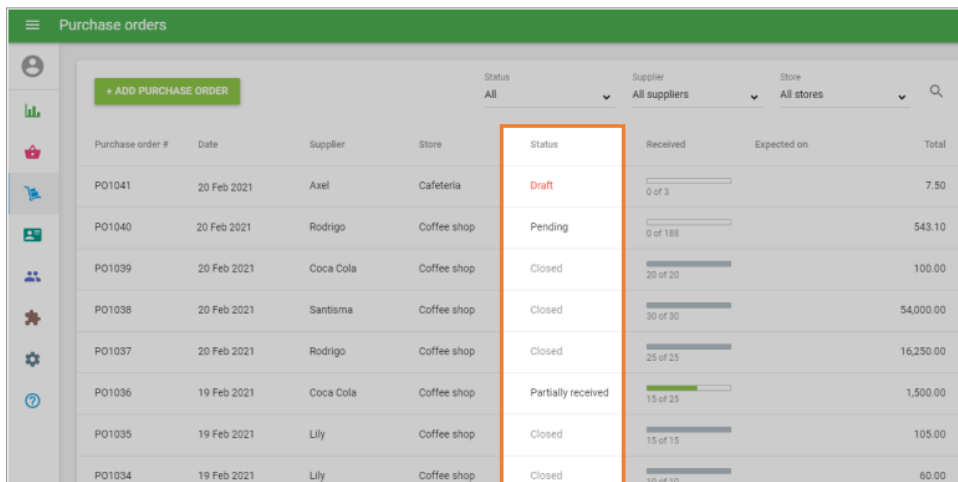 Purchase orders
+ ADD PURCHASE ORDER
Status
All
Supplier
All suppliers
Store
All stores
Purchase order # Date Supplier Store Status Received Expected on Total
PO1041 20 Feb 2021 Axel Cafeteria Draft 0 of 3 7.50
PO1040 20 Feb 2021 Rodrigo Coffee shop Pending 0 of 188 543.10
PO1039 20 Feb 2021 Coca Cola Coffee shop Closed 20 of 20 100.00
PO1038 20 Feb 2021 Santisma Coffee shop Closed 30 of 30 54,000.00
PO1037 20 Feb 2021 Rodrigo Coffee shop Closed 25 of 25 16,250.00
PO1036 19 Feb 2021 Coca Cola Coffee shop Partially received 15 of 25 1,500.00
PO1035 19 Feb 2021 Lily Coffee shop Closed 15 of 15 105.00
PO1034 19 Feb 2021 Lily Coffee shop Closed 10 of 10 60.00